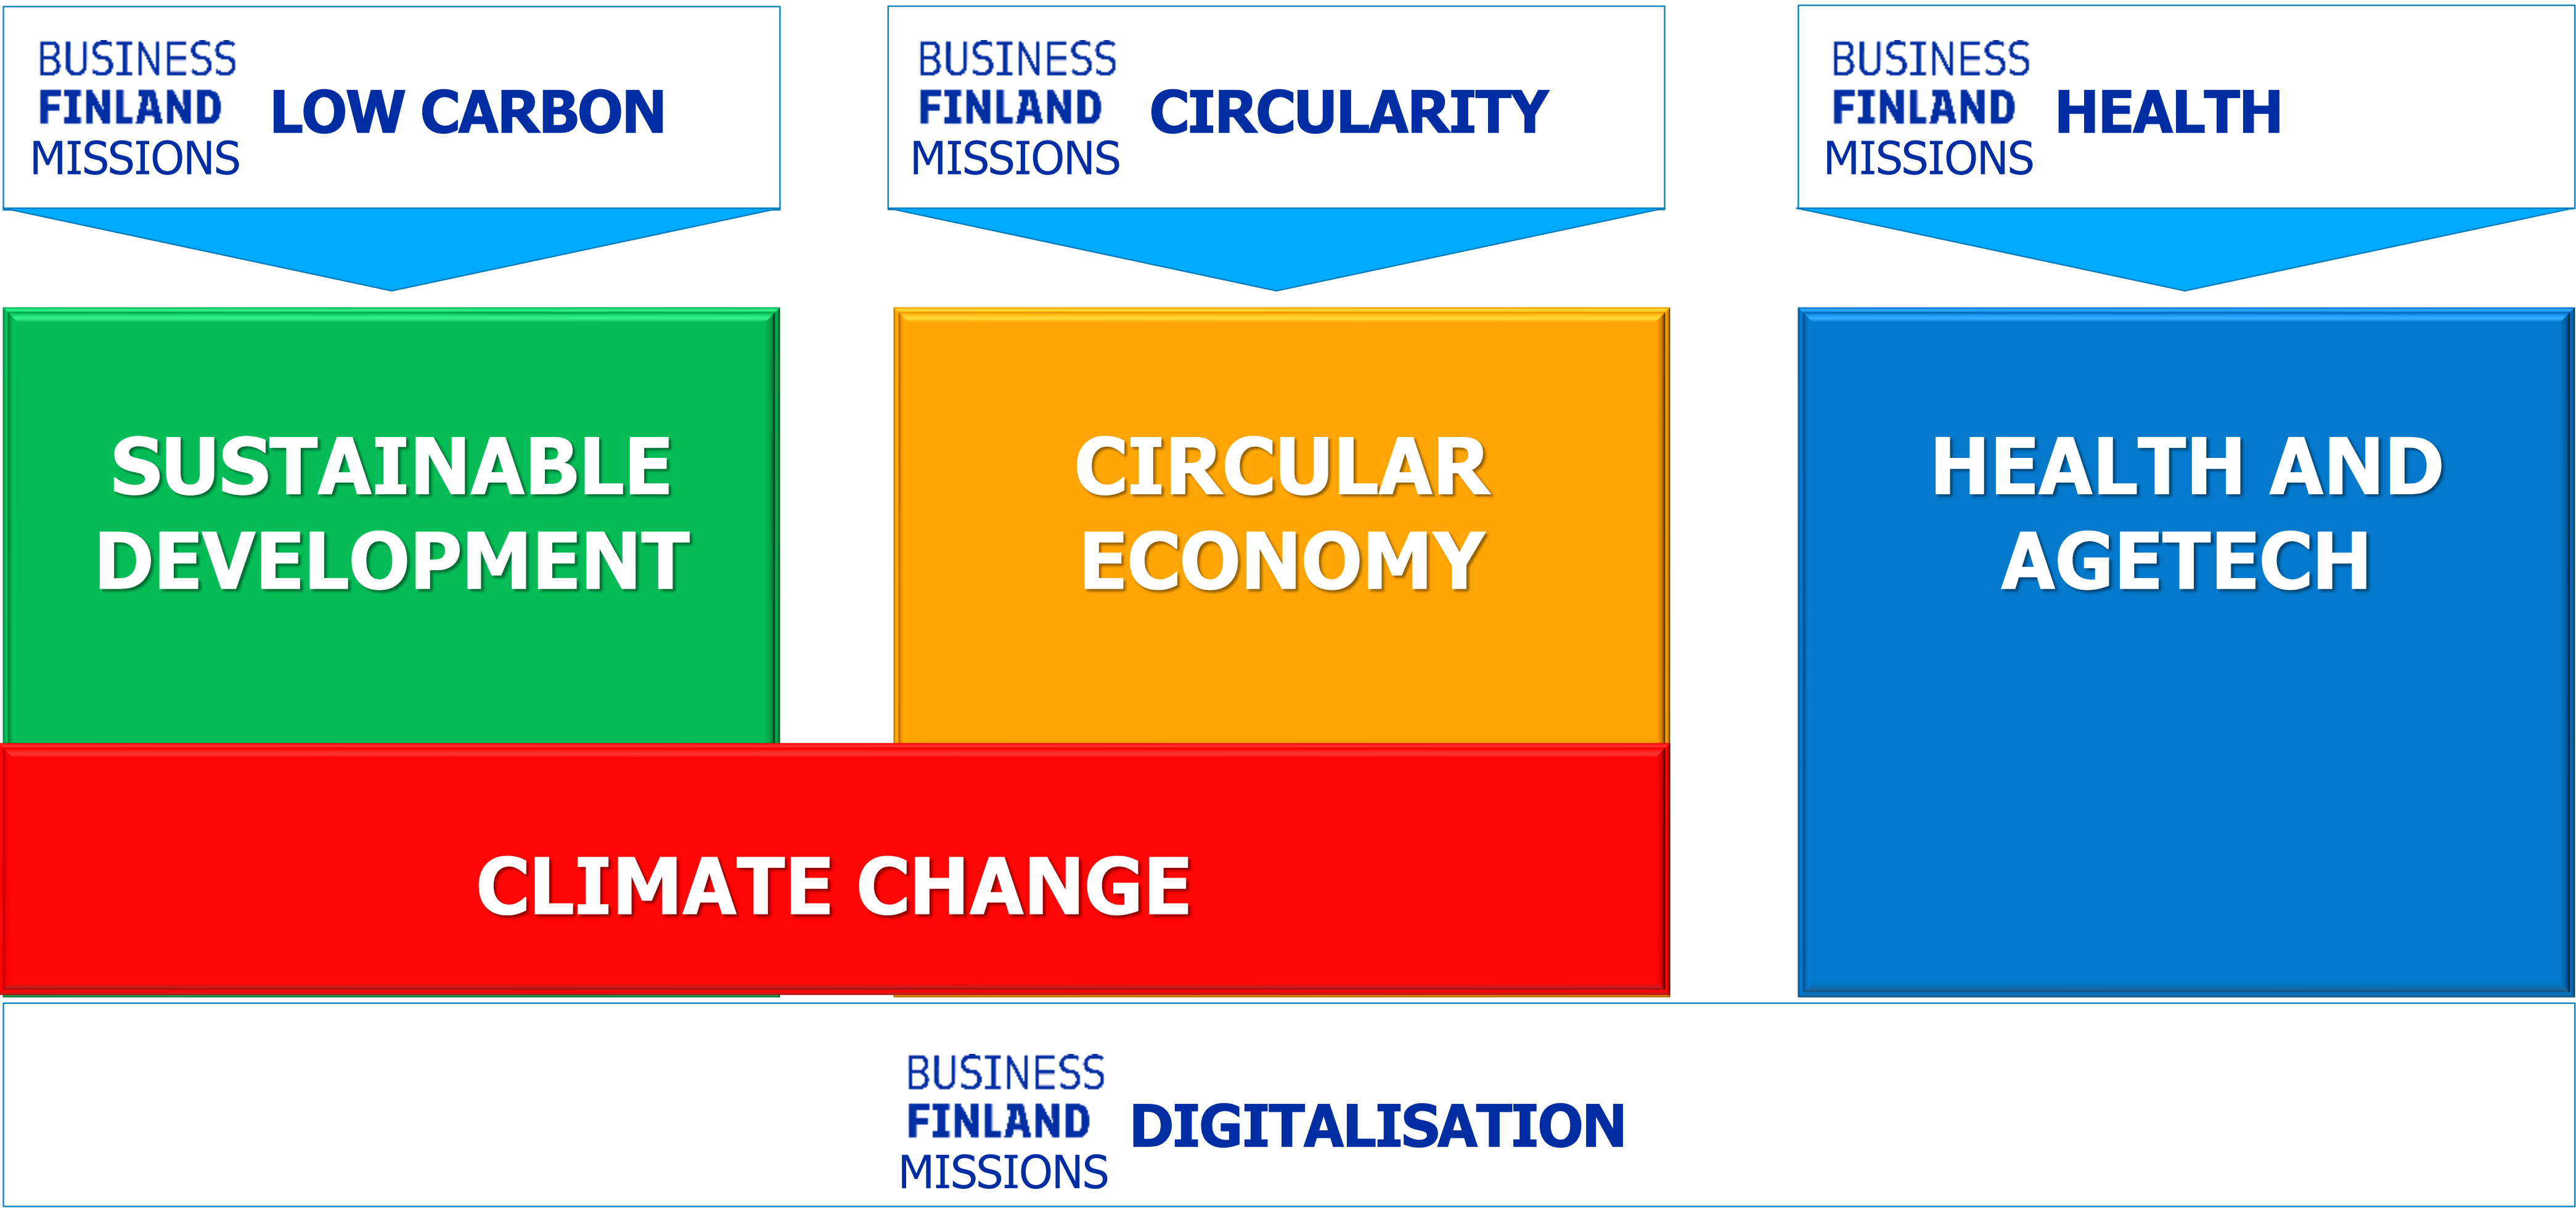 BUSINESS
FINLAND LOW CARBON
MISSIONS
BUSINESS
FINLAND CIRCULARITY
MISSIONS
BUSINESS
FINLAND HEALTH
MISSIONS
SUSTAINABLE
DEVELOPMENT
CIRCULAR
ECONOMY
HEALTH AND
AGETECH
CLIMATE CHANGE
BUSINESS
FINLAND DIGITALISATION
MISSIONS